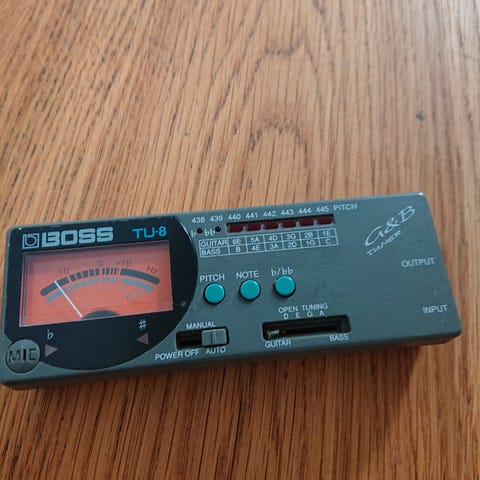 BOSS TU-8
-10 0 +10 Hz
♭ ♯
MIC
438 439 440 441 442 443 444 445 PITCH
♭ ♭♭
GUITAR 6E 5A 4D 3G 2B 1E
BASS B 4E 3A 2D 1G C
G&B
TUNER
PITCH NOTE ♭/♭♭
OUTPUT
INPUT
MANUAL
POWER OFF AUTO
OPEN TUNING
D E G A
GUITAR BASS